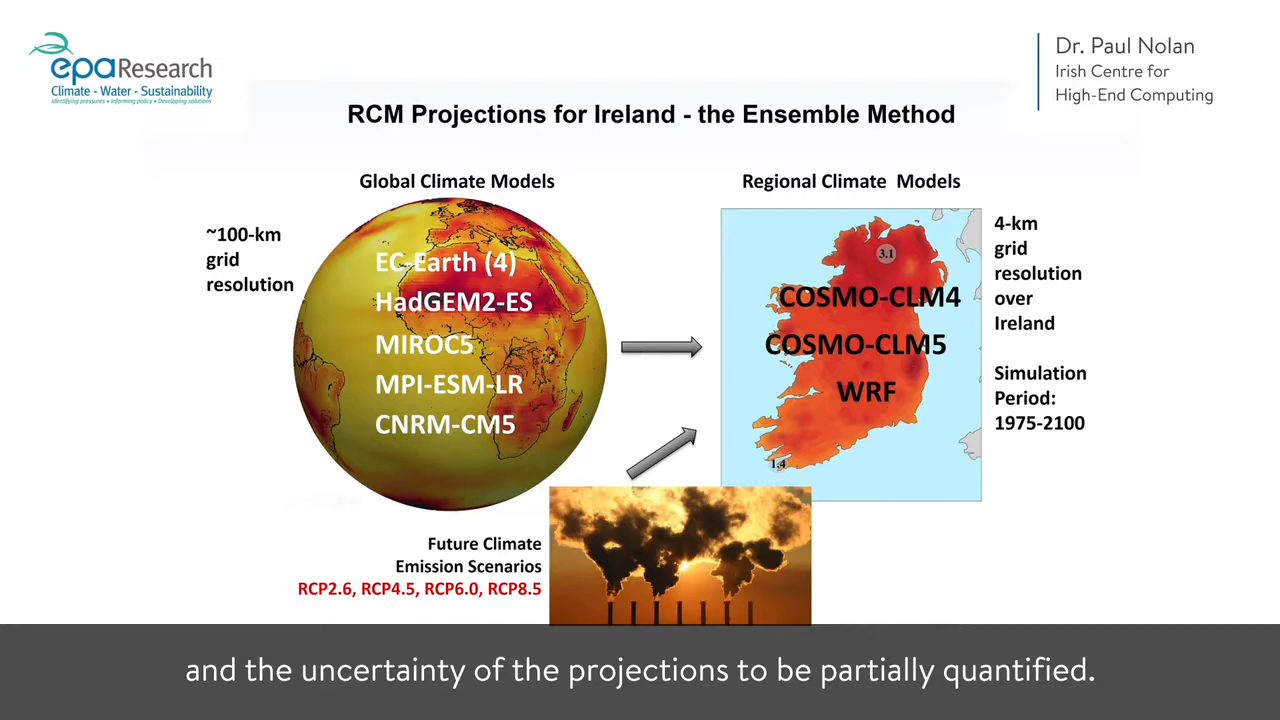 epaResearch
Climate - Water - Sustainability
Identifying pressures • Informing policy • Developing solutions
Dr. Paul Nolan
Irish Centre for
High-End Computing
RCM Projections for Ireland - the Ensemble Method
Global Climate Models
~100-km
grid
resolution
EC-Earth (4)
HadGEM2-ES
MIROC5
MPI-ESM-LR
CNRM-CM5
Regional Climate Models
3.1
COSMO-CLM4
COSMO-CLM5
WRF
1.4
4-km
grid
resolution
over
Ireland
Simulation
Period:
1975-2100
Future Climate
Emission Scenarios
RCP2.6, RCP4.5, RCP6.0, RCP8.5
and the uncertainty of the projections to be partially quantified.